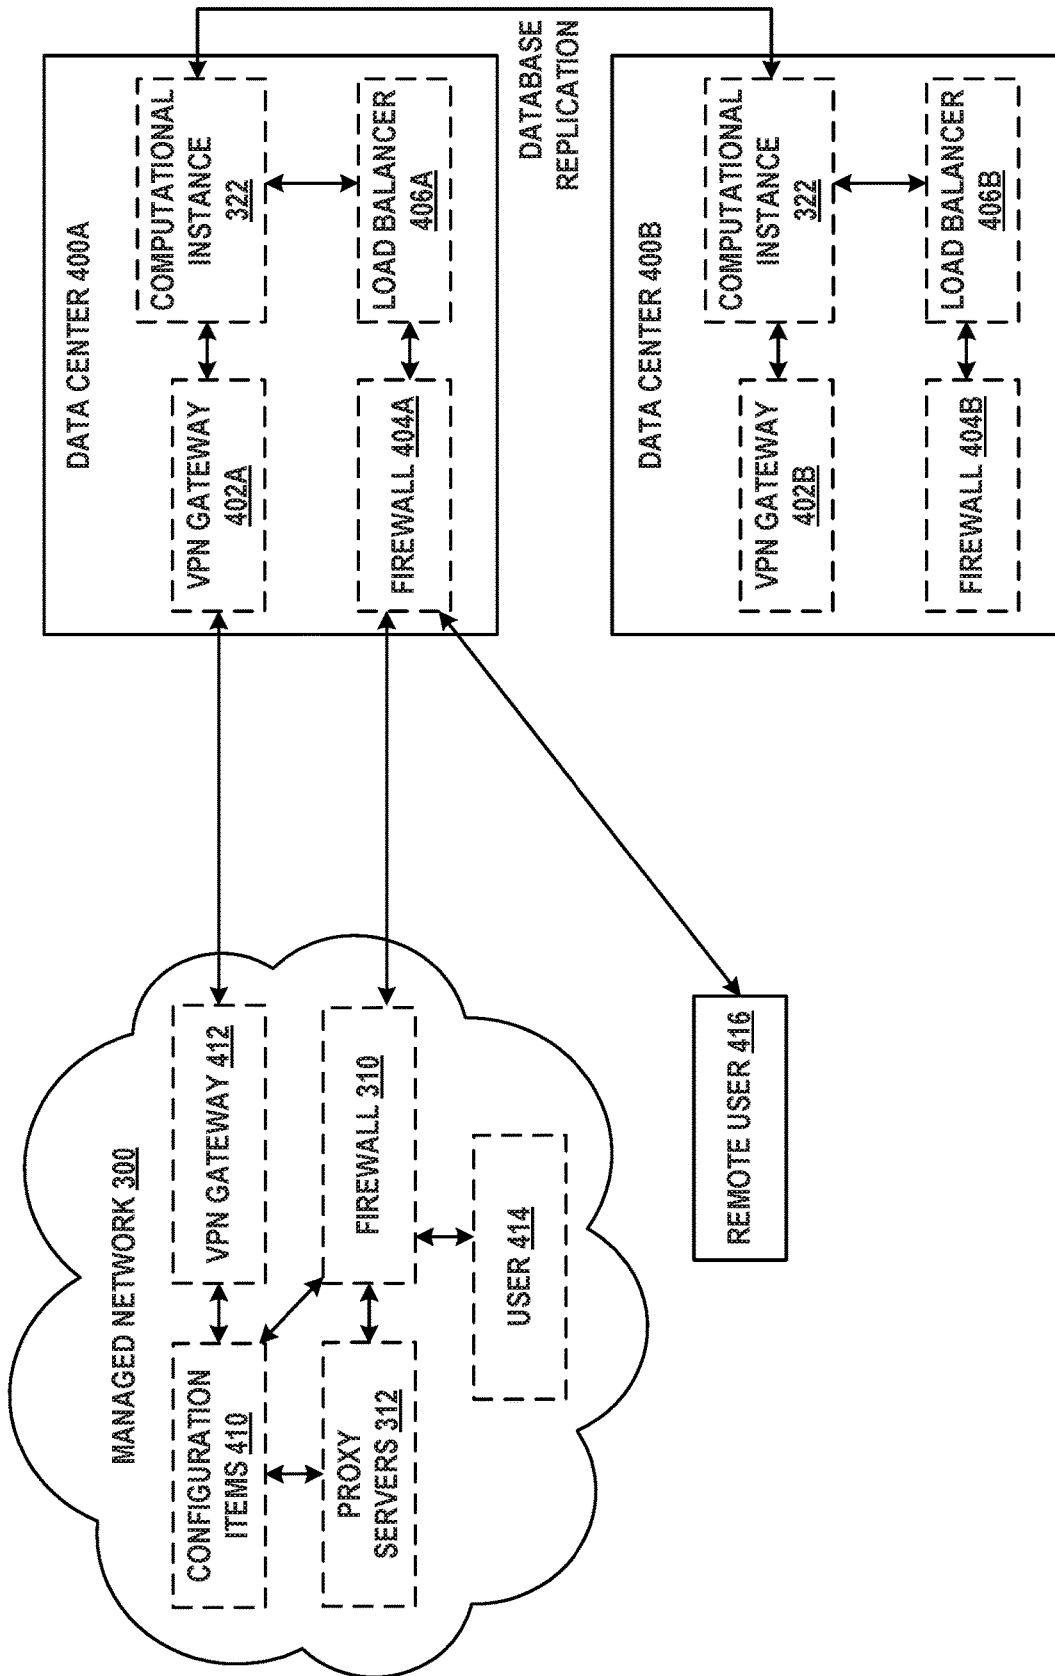 MANAGED NETWORK 300
CONFIGURATION
ITEMS 410
VPN GATEWAY 412
PROXY
SERVERS 312
FIREWALL 310
USER 414
REMOTE USER 416
DATA CENTER 400A
VPN GATEWAY
402A
COMPUTATIONAL
INSTANCE
322
FIREWALL 404A
LOAD BALANCER
406A
DATABASE
REPLICATION
DATA CENTER 400B
VPN GATEWAY
402B
COMPUTATIONAL
INSTANCE
322
FIREWALL 404B
LOAD BALANCER
406B